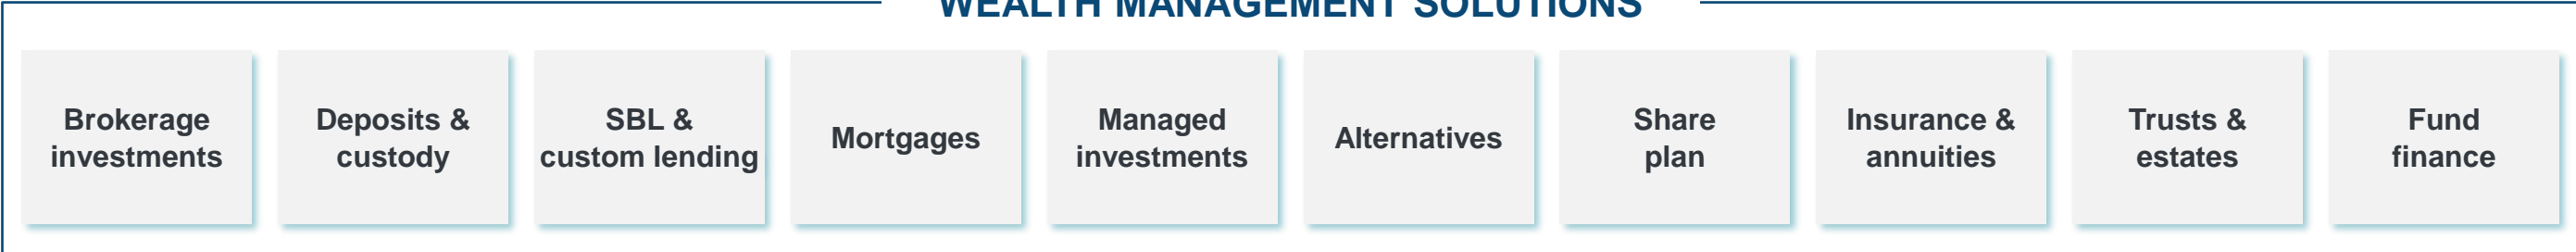 WEALTH MANAGEMENT SOLUTIONS
Brokerage
investments
Deposits &
custody
SBL &
custom lending
Mortgages
Managed
investments
Alternatives
Share
plan
Insurance &
annuities
Trusts &
estates
Fund
finance